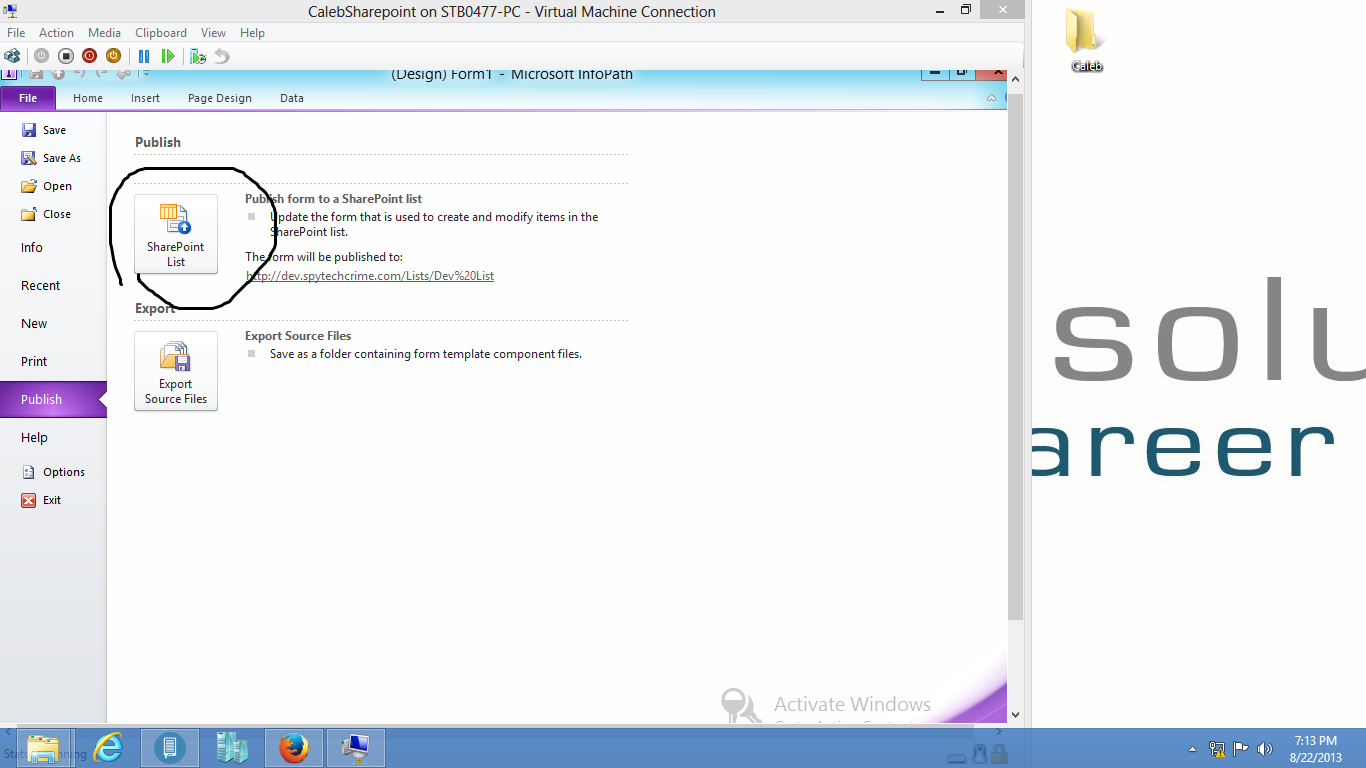 CalebSharepoint on STB0477-PC - Virtual Machine Connection
File Action Media Clipboard View Help
(Design) Form1 - Microsoft InfoPath
File Home Insert Page Design Data
Save
Save As
Open
Close
Info
Recent
New
Print
Publish
Help
Options
Exit
Publish
SharePoint
List
Publish form to a SharePoint list
Update the form that is used to create and modify items in the
SharePoint list.
The form will be published to:
http://dev.spytechcrime.com/Lists/Dev%20List
Export
Export
Source Files
Export Source Files
Save as a folder containing form template component files.
Activate Windows
Caleb
solu
areer
7:13 PM
8/22/2013